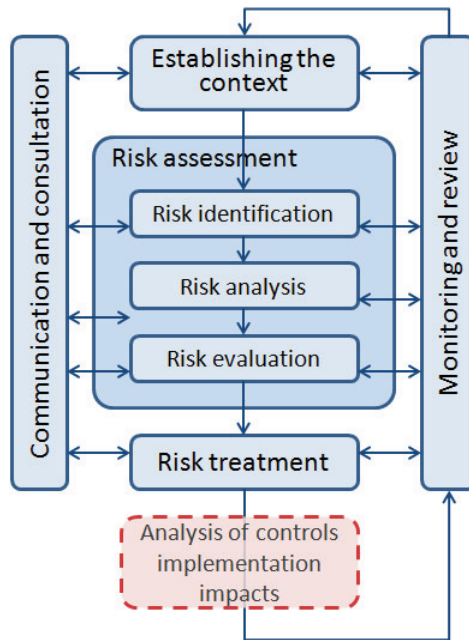 Communication and consultation
Establishing the
context
Risk assessment
Risk identification
Risk analysis
Risk evaluation
Risk treatment
Analysis of controls
implementation
impacts
Monitoring and review